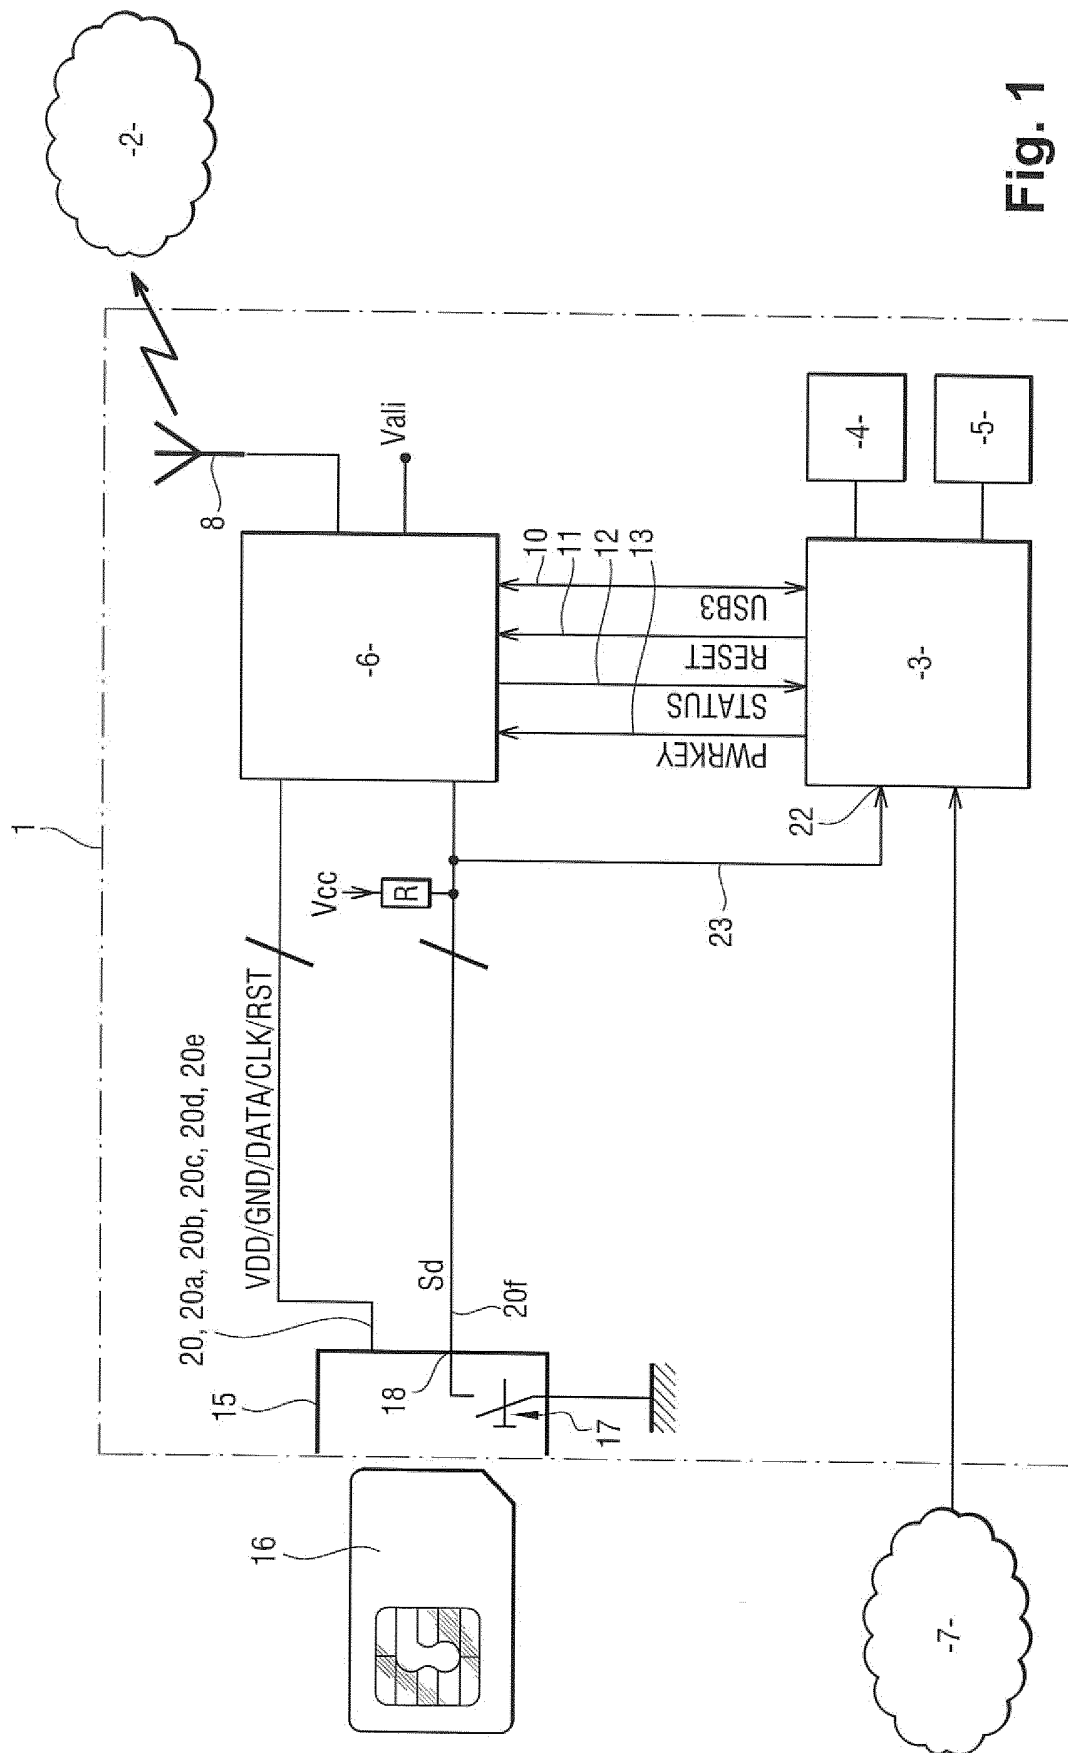 1
-2-
8
Vali
-6-
10
11
12
13
USB3
RESET
STATUS
PWRKEY
-4-
-5-
-3-
22
23
Vcc
R
VDD/GND/DATA/CLK/RST
20, 20a, 20b, 20c, 20d, 20e
Sd
20f
15
18
17
16
-7-
Fig. 1